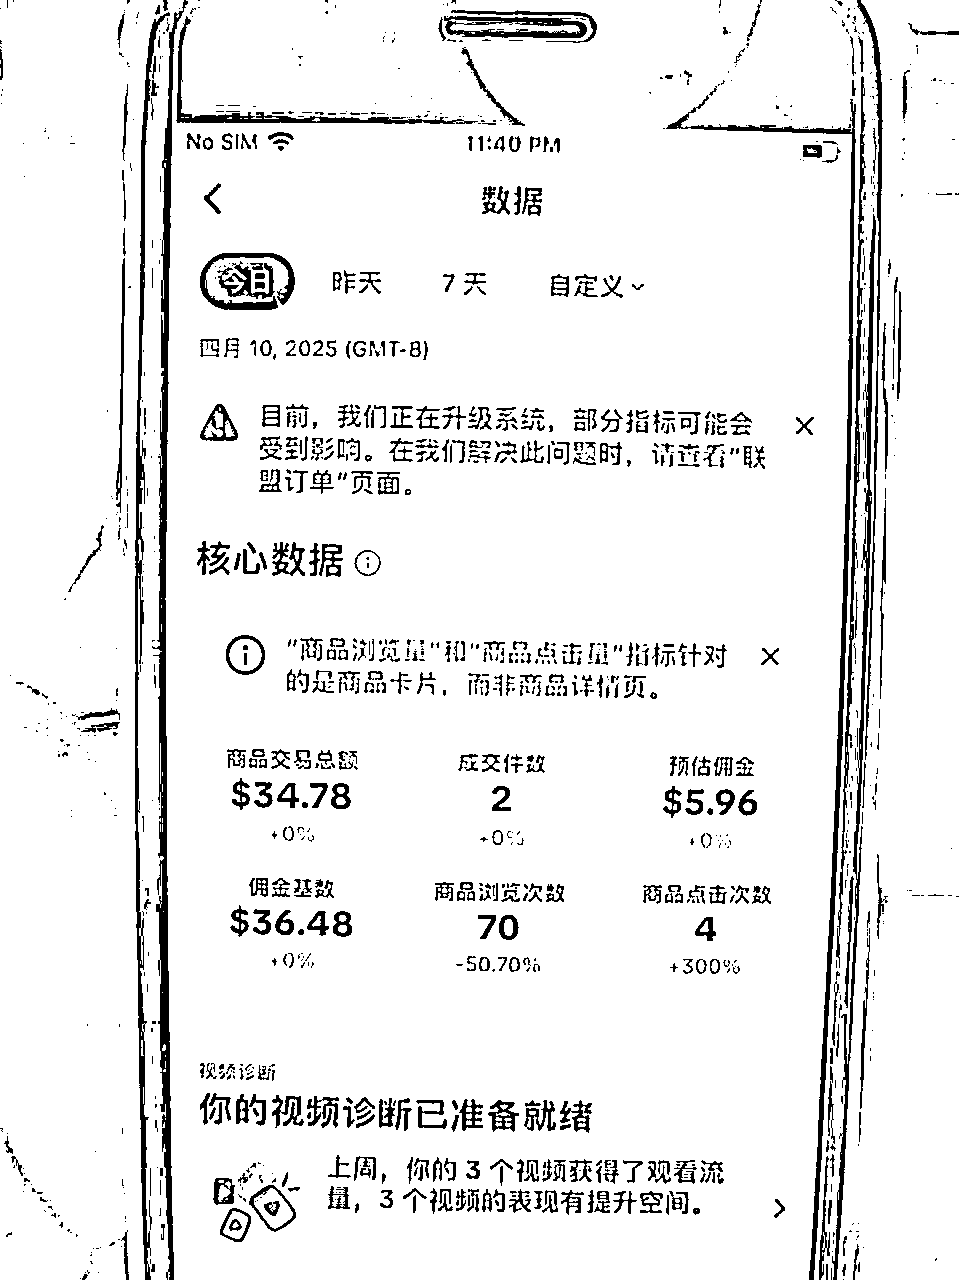 No SIM 11:40 PM
数据
今日 昨天 7 天 自定义
四月 10, 2025 (GMT-8)
目前，我们正在升级系统，部分指标可能会
受到影响。在我们解决此问题时，请查看"联
盟订单"页面。
核心数据
"商品浏览量"和"商品点击量"指标针对
的是商品卡片，而非商品详情页。
商品交易总额 成交件数 预估佣金
$34.78 2 $5.96
+0% +0% +0%
佣金基数 商品浏览次数 商品点击次数
$36.48 70 4
+0% -50.70% +300%
视频诊断
你的视频诊断已准备就绪
上周，你的 3 个视频获得了观看流
量，3 个视频的表现有提升空间。